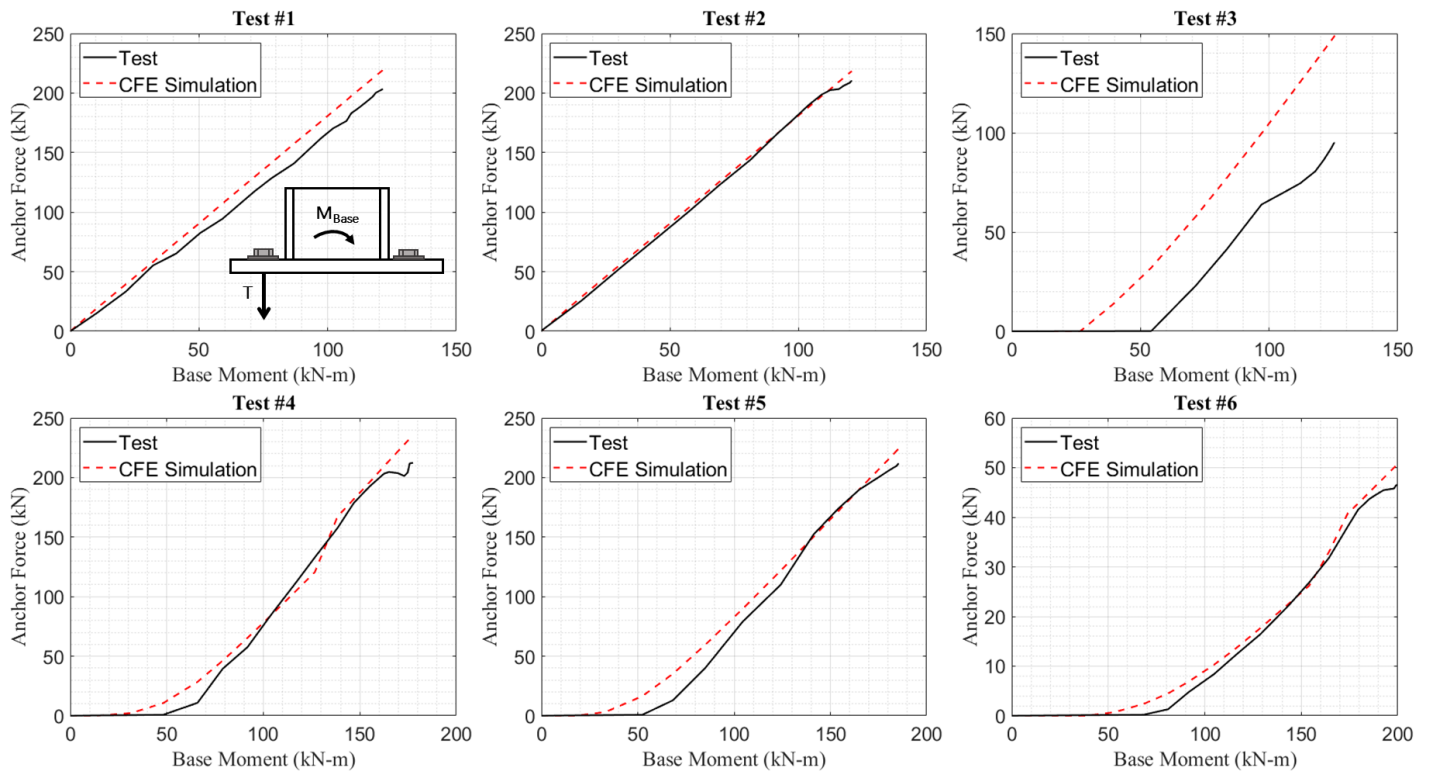 Test #1
250
200
150
100
50
0
Anchor Force (kN)
Test
CFE Simulation
M_Base
T
0 50 100 150
Base Moment (kN-m)
Test #2
250
200
150
100
50
0
Anchor Force (kN)
Test
CFE Simulation
0 50 100 150
Base Moment (kN-m)
Test #3
150
100
50
0
Anchor Force (kN)
Test
CFE Simulation
0 50 100 150
Base Moment (kN-m)
Test #4
250
200
150
100
50
0
Anchor Force (kN)
Test
CFE Simulation
0 50 100 150 200
Base Moment (kN-m)
Test #5
250
200
150
100
50
0
Anchor Force (kN)
Test
CFE Simulation
0 50 100 150 200
Base Moment (kN-m)
Test #6
60
50
40
30
20
10
0
Anchor Force (kN)
Test
CFE Simulation
0 50 100 150 200
Base Moment (kN-m)